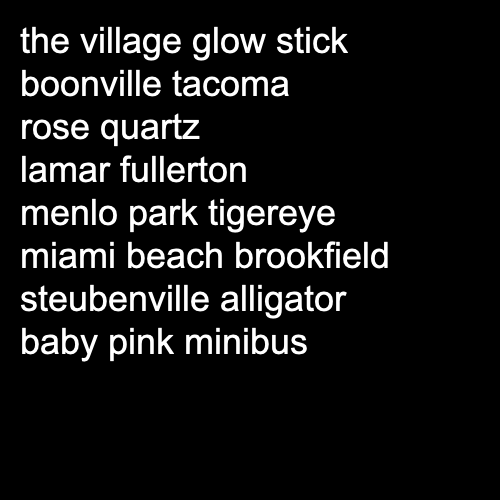 the village glow stick
boonville tacoma
rose quartz
lamar fullerton
menlo park tigereye
miami beach brookfield
steubenville alligator
baby pink minibus